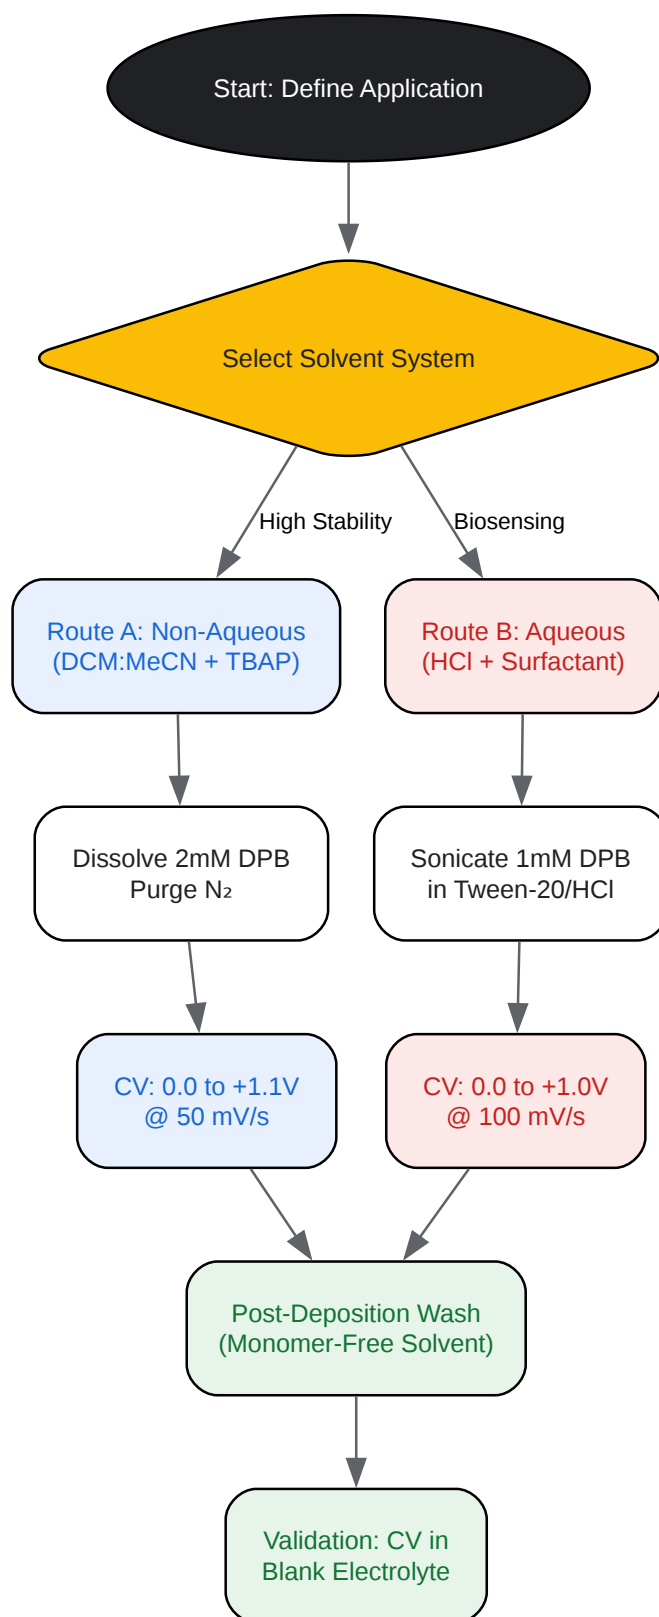 Start: Define Application
Select Solvent System
High Stability
Biosensing
Route A: Non-Aqueous
(DCM:MeCN + TBAP)
Route B: Aqueous
(HCl + Surfactant)
Dissolve 2mM DPB
Purge N₂
Sonicate 1mM DPB
in Tween-20/HCl
CV: 0.0 to +1.1V
@ 50 mV/s
CV: 0.0 to +1.0V
@ 100 mV/s
Post-Deposition Wash
(Monomer-Free Solvent)
Validation: CV in
Blank Electrolyte